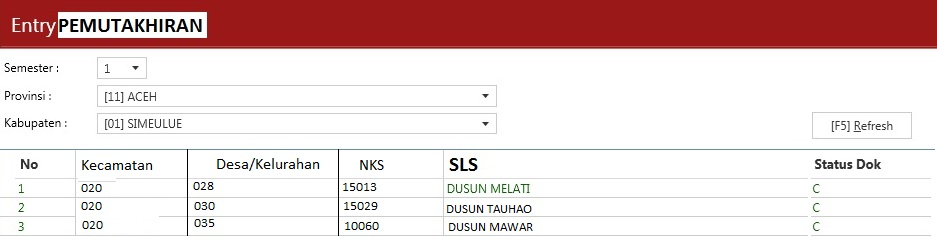 Entry PEMUTAKHIRAN
Semester : 1
Provinsi : [11] ACEH
Kabupaten : [01] SIMEULUE
[F5] Refresh
No Kecamatan Desa/Kelurahan NKS SLS Status Dok
1 020 028 15013 DUSUN MELATI C
2 020 030 15029 DUSUN TAUHAO C
3 020 035 10060 DUSUN MAWAR C